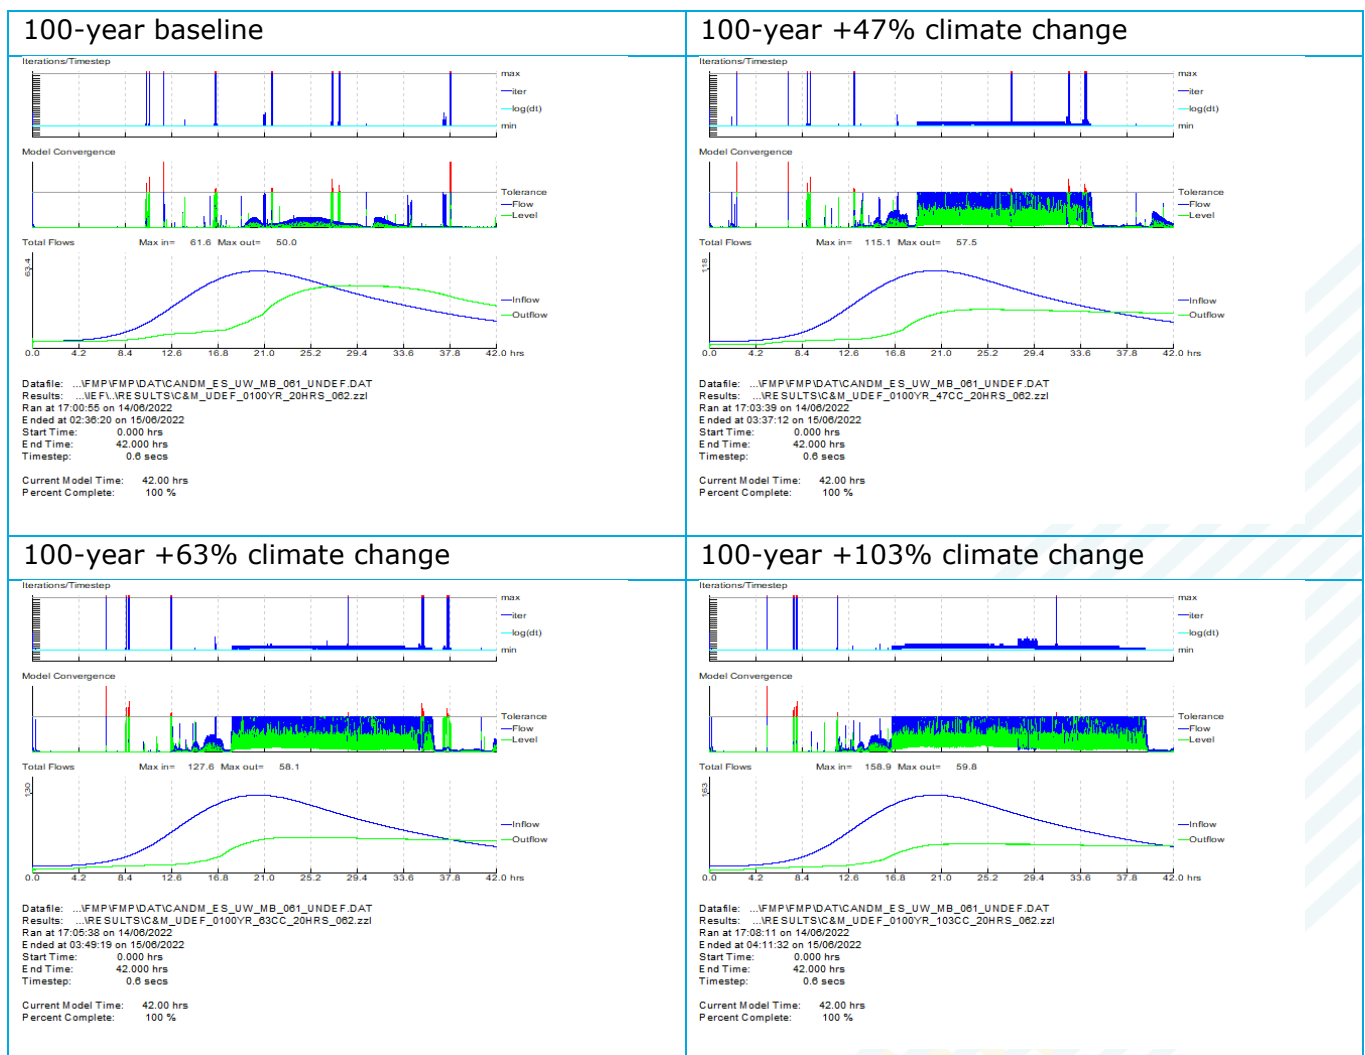 100-year baseline
Iterations/Timestep
max
iter
log(dt)
min
Model Convergence
Tolerance
Flow
Level
Total Flows Max in= 61.6 Max out= 50.0
63.4
Inflow
Outflow
0.0 4.2 8.4 12.6 16.8 21.0 25.2 29.4 33.6 37.8 42.0 hrs
Datafile: ...\FMP\FMP\DAT\CANDM_ES_UW_MB_061_UNDEF.DAT
Results: ...\IEF\..\RESULTS\C&M_UDEF_0100YR_20HRS_062.zzl
Ran at 17:00:55 on 14/06/2022
Ended at 02:36:20 on 15/06/2022
Start Time: 0.000 hrs
End Time: 42.000 hrs
Timestep: 0.6 secs
Current Model Time: 42.00 hrs
Percent Complete: 100 %
100-year +47% climate change
Iterations/Timestep
max
iter
log(dt)
min
Model Convergence
Tolerance
Flow
Level
Total Flows Max in= 115.1 Max out= 57.5
118
Inflow
Outflow
0.0 4.2 8.4 12.6 16.8 21.0 25.2 29.4 33.6 37.8 42.0 hrs
Datafile: ...\FMP\FMP\DAT\CANDM_ES_UW_MB_061_UNDEF.DAT
Results: ...\RESULTS\C&M_UDEF_0100YR_47CC_20HRS_062.zzl
Ran at 17:03:39 on 14/06/2022
Ended at 03:37:12 on 15/06/2022
Start Time: 0.000 hrs
End Time: 42.000 hrs
Timestep: 0.6 secs
Current Model Time: 42.00 hrs
Percent Complete: 100 %
100-year +63% climate change
Iterations/Timestep
max
iter
log(dt)
min
Model Convergence
Tolerance
Flow
Level
Total Flows Max in= 127.6 Max out= 58.1
130
Inflow
Outflow
0.0 4.2 8.4 12.6 16.8 21.0 25.2 29.4 33.6 37.8 42.0 hrs
Datafile: ...\FMP\FMP\DAT\CANDM_ES_UW_MB_061_UNDEF.DAT
Results: ...\RESULTS\C&M_UDEF_0100YR_63CC_20HRS_062.zzl
Ran at 17:05:38 on 14/06/2022
Ended at 03:49:19 on 15/06/2022
Start Time: 0.000 hrs
End Time: 42.000 hrs
Timestep: 0.6 secs
Current Model Time: 42.00 hrs
Percent Complete: 100 %
100-year +103% climate change
Iterations/Timestep
max
iter
log(dt)
min
Model Convergence
Tolerance
Flow
Level
Total Flows Max in= 158.9 Max out= 59.8
163
Inflow
Outflow
0.0 4.2 8.4 12.6 16.8 21.0 25.2 29.4 33.6 37.8 42.0 hrs
Datafile: ...\FMP\FMP\DAT\CANDM_ES_UW_MB_061_UNDEF.DAT
Results: ...\RESULTS\C&M_UDEF_0100YR_103CC_20HRS_062.zzl
Ran at 17:08:11 on 14/06/2022
Ended at 04:11:32 on 15/06/2022
Start Time: 0.000 hrs
End Time: 42.000 hrs
Timestep: 0.6 secs
Current Model Time: 42.00 hrs
Percent Complete: 100 %